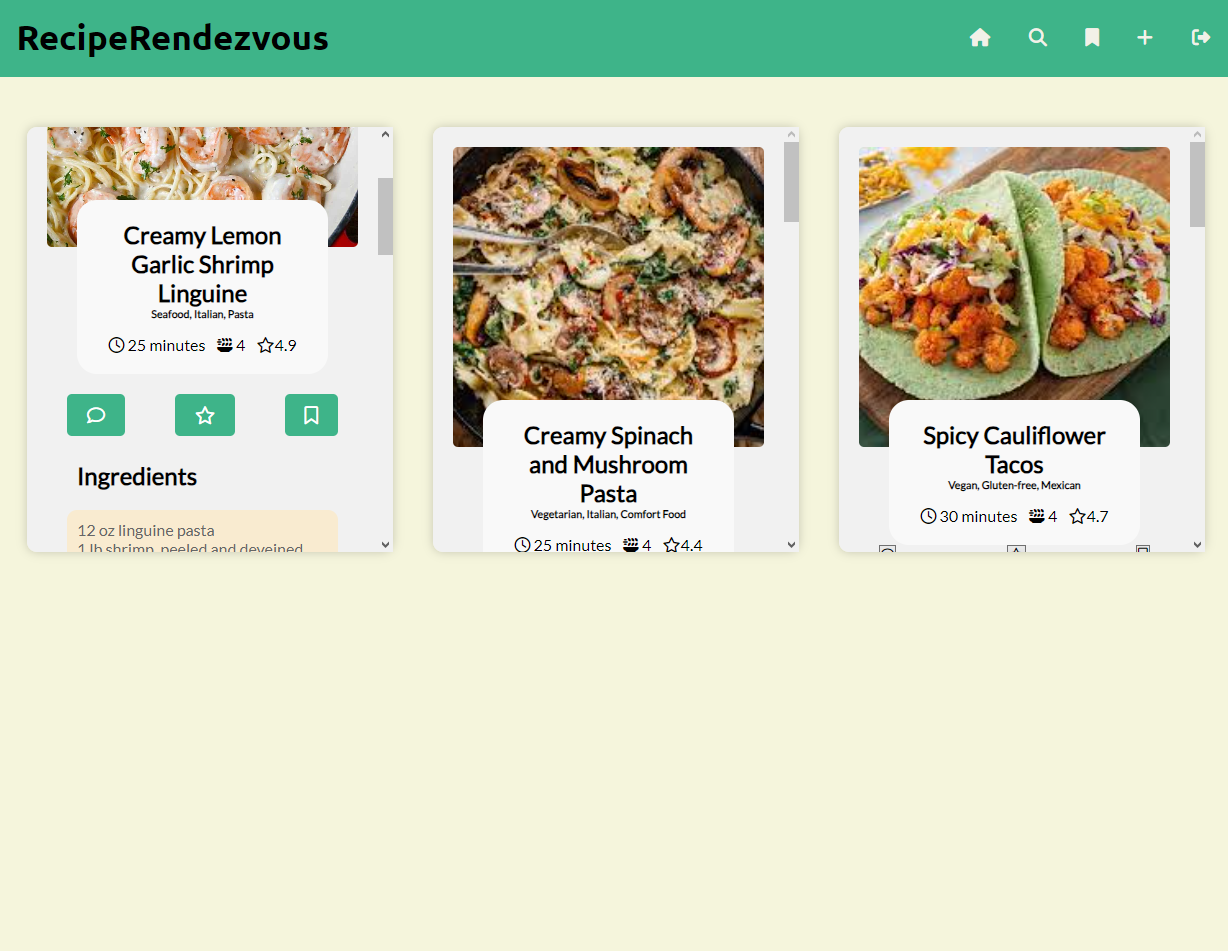 RecipeRendezvous
Creamy Lemon
Garlic Shrimp
Linguine
Seafood, Italian, Pasta
25 minutes 4 4.9
Ingredients
12 oz linguine pasta
1 lb shrimp, peeled and deveined
Creamy Spinach
and Mushroom
Pasta
Vegetarian, Italian, Comfort Food
25 minutes 4 4.4
Spicy Cauliflower
Tacos
Vegan, Gluten-free, Mexican
30 minutes 4 4.7